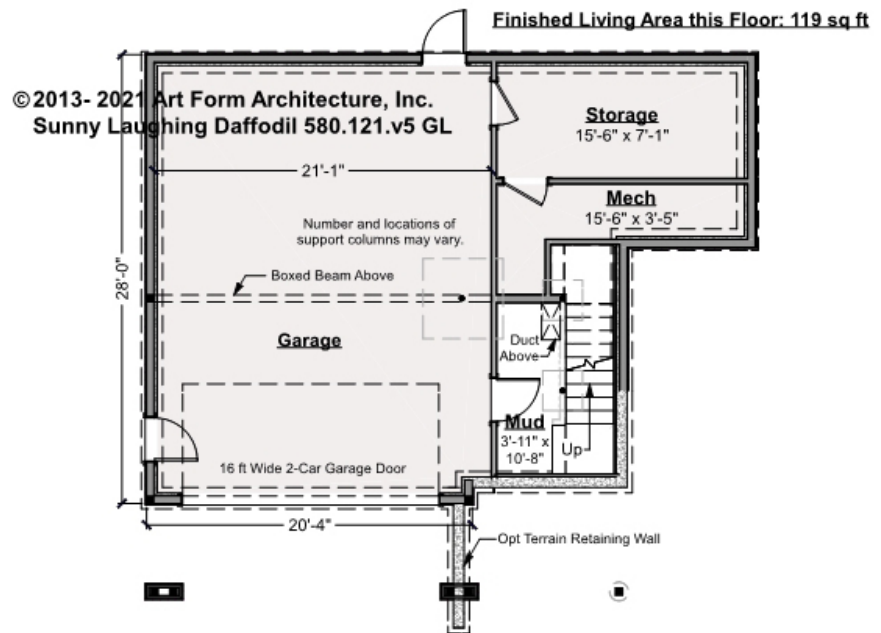 Finished Living Area this Floor: 119 sq ft
© 2013- 2021 Art Form Architecture, Inc.
Sunny Laughing Daffodil 580.121.v5 GL
Storage
15'-6" x 7'-1"
21'-1"
Mech
15'-6" x 3'-5"
Number and locations of
support columns may vary.
28'-0"
Boxed Beam Above
Garage
Duct
Above
Mud
3'-11" x
10'-8"
Up
16 ft Wide 2-Car Garage Door
20'-4"
Opt Terrain Retaining Wall